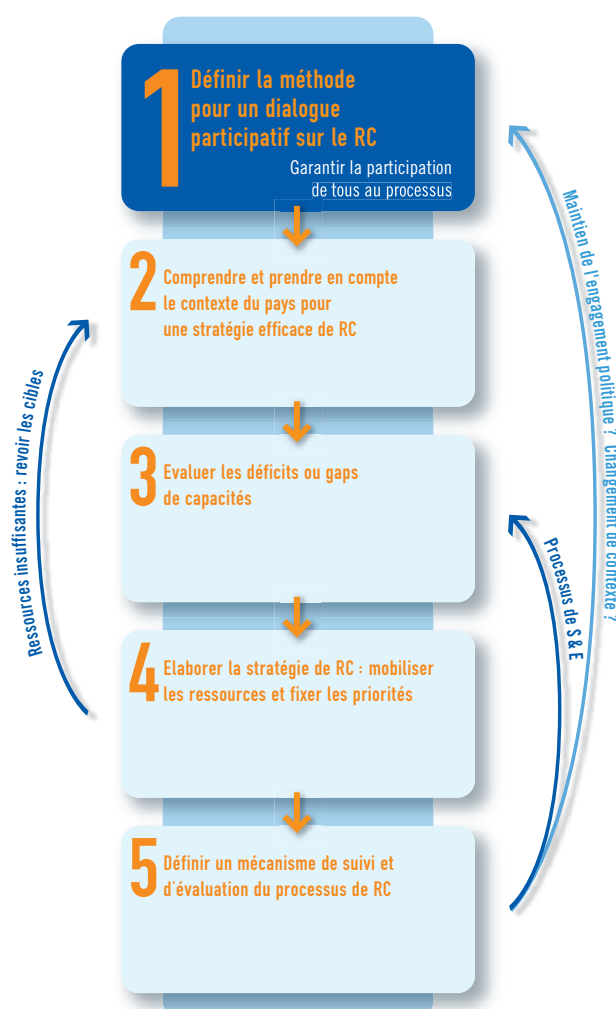 1
Définir la méthode
pour un dialogue
participatif sur le RC
Garantir la participation
de tous au processus
2
Comprendre et prendre en compte
le contexte du pays pour
une stratégie efficace de RC
3
Evaluer les déficits ou gaps
de capacités
4
Elaborer la stratégie de RC : mobiliser
les ressources et fixer les priorités
5
Définir un mécanisme de suivi et
d'évaluation du processus de RC
Ressources insuffisantes : revoir les cibles
Processus de S & E
Maintien de l'engagement politique ? Changement de contexte ?